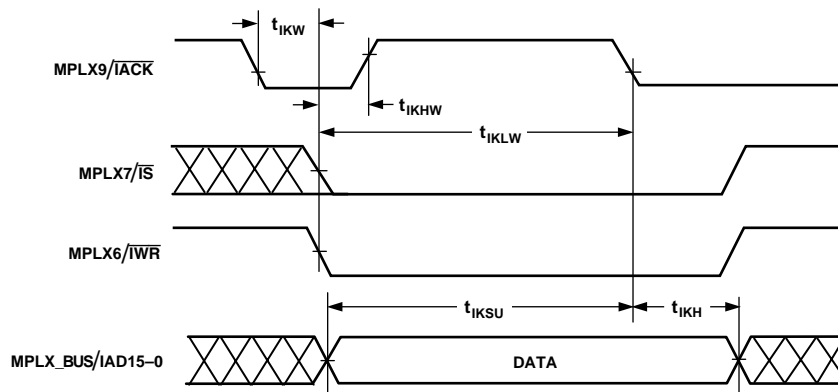 tIKW
MPLX9/IACK
tIKHW
tIKLW
MPLX7/IS
MPLX6/IWR
tIKSU
tIKH
MPLX_BUS/IAD15–0
DATA